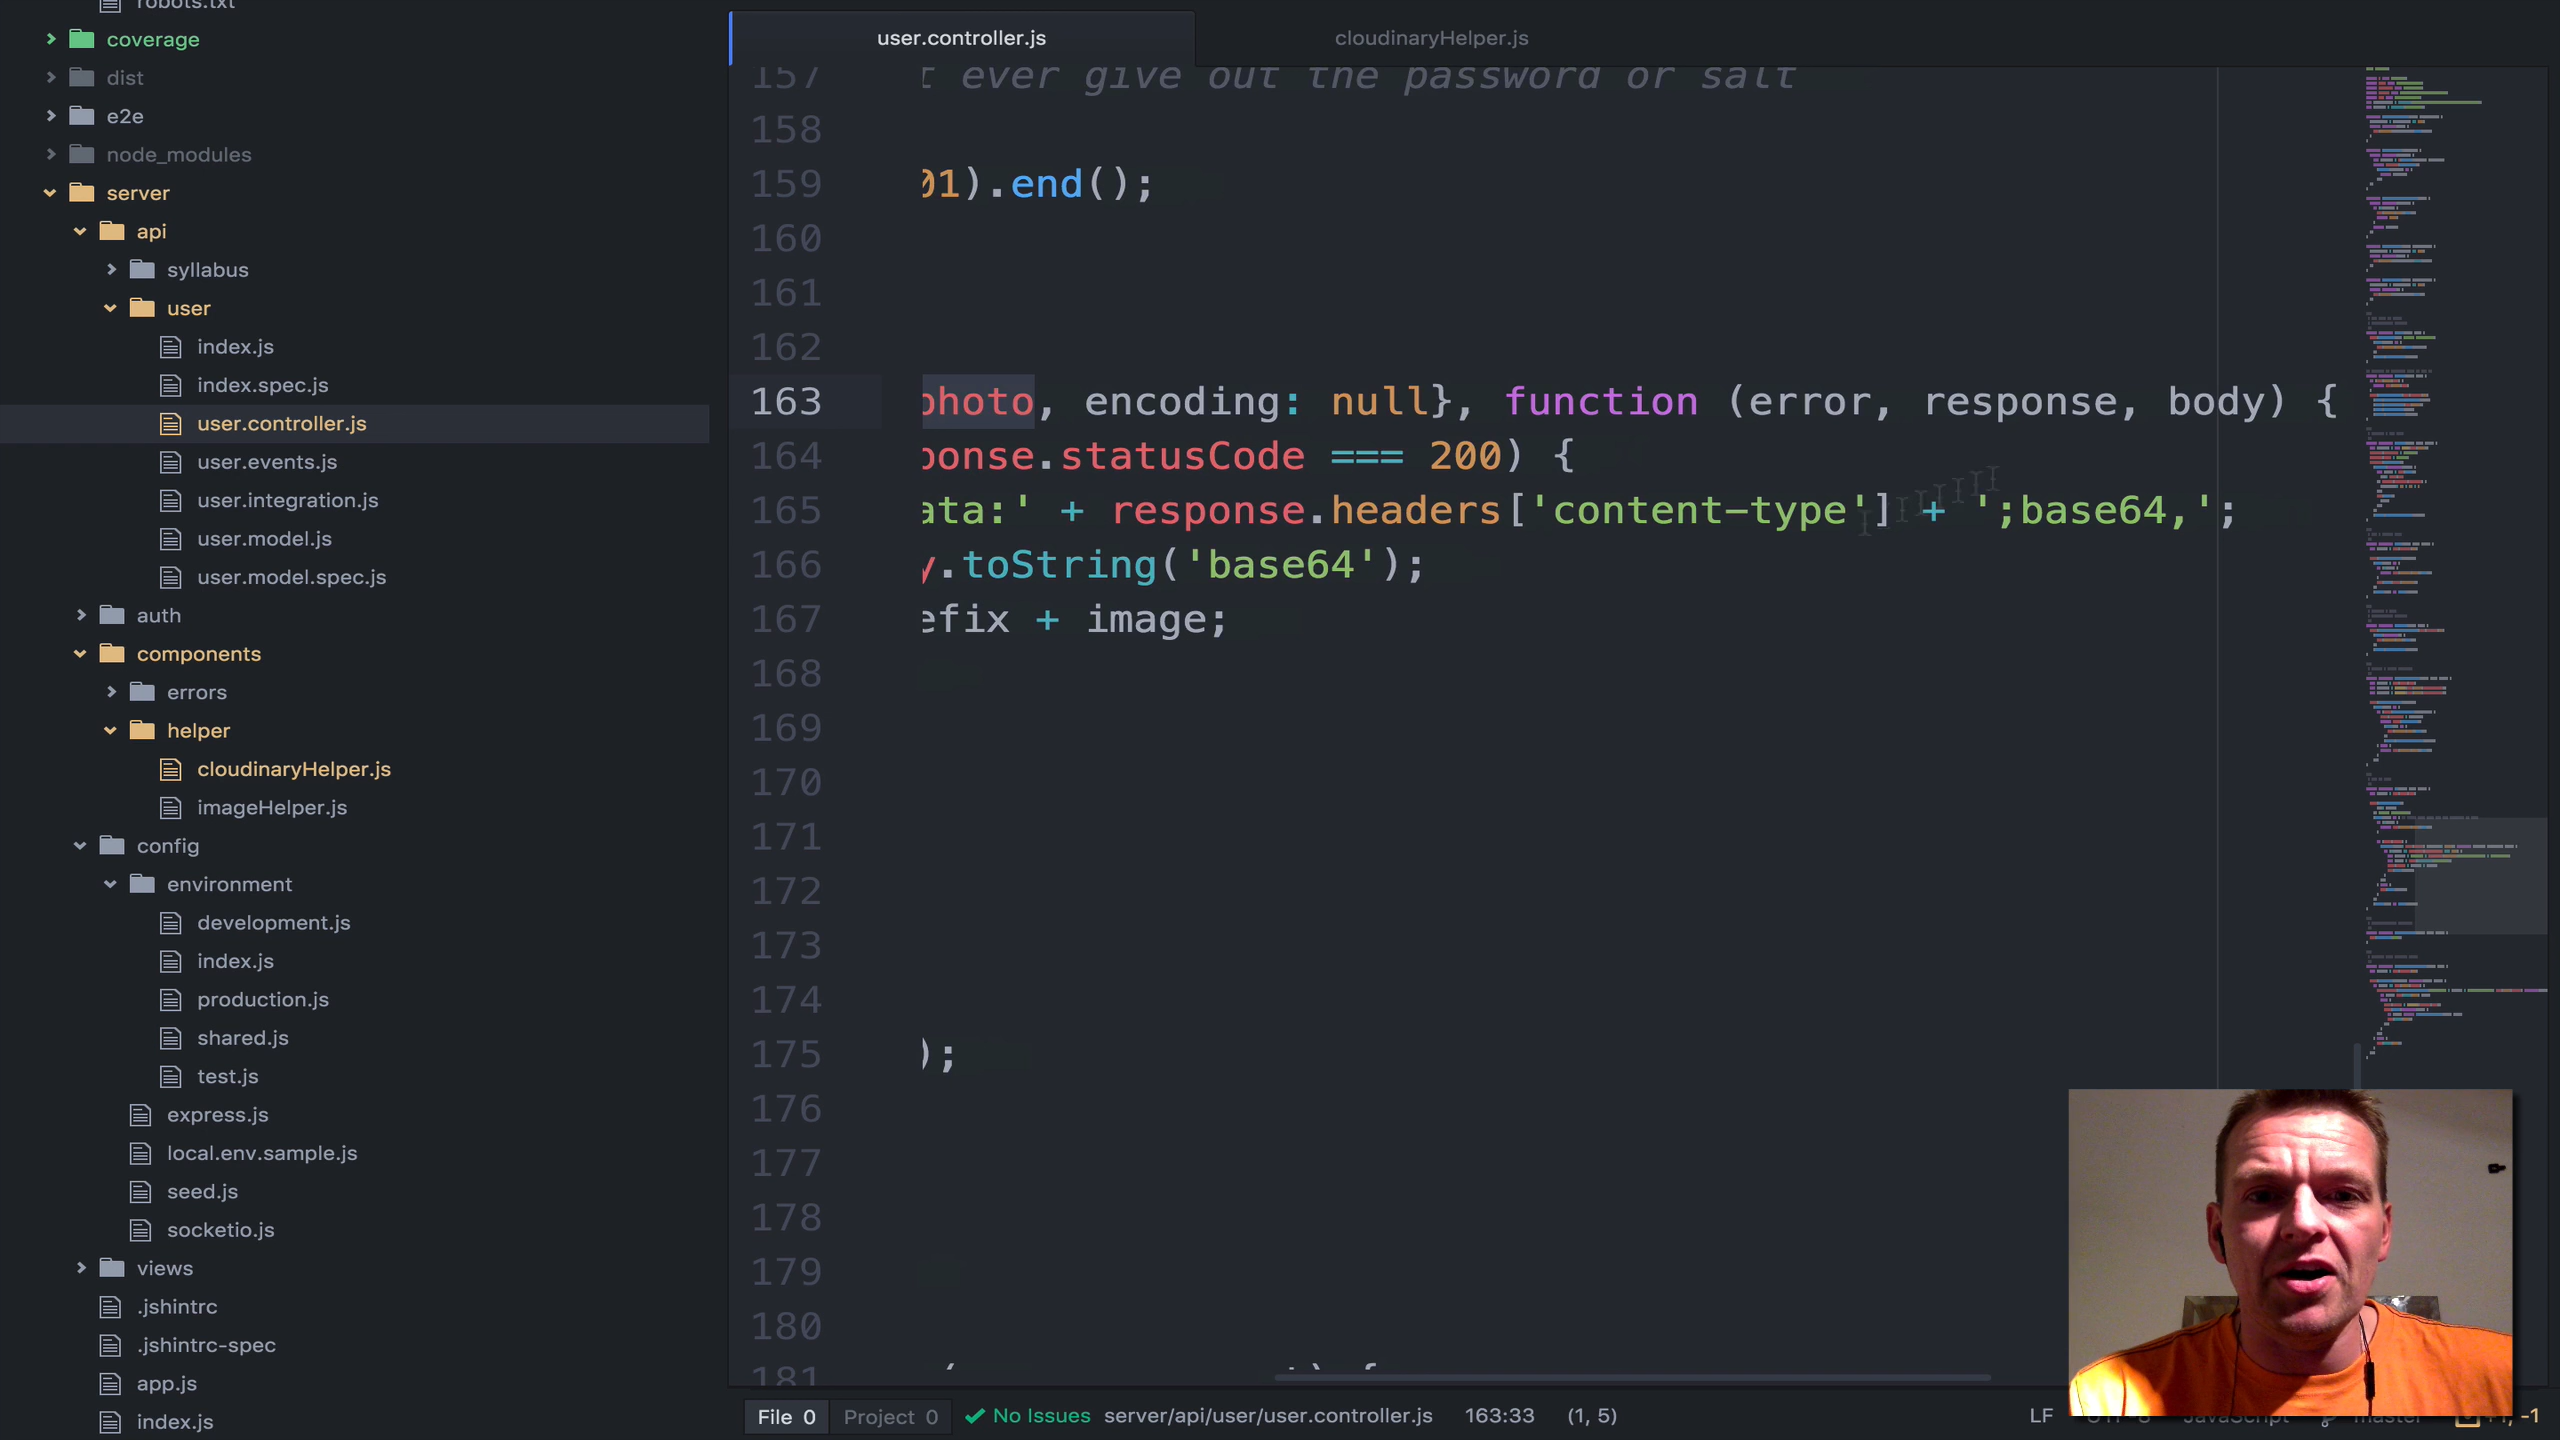 robots.txt
coverage
dist
e2e
node_modules
server
api
syllabus
user
index.js
index.spec.js
user.controller.js
user.events.js
user.integration.js
user.model.js
user.model.spec.js
auth
components
errors
helper
cloudinaryHelper.js
imageHelper.js
config
environment
development.js
index.js
production.js
shared.js
test.js
express.js
local.env.sample.js
seed.js
socketio.js
views
.jshintrc
.jshintrc-spec
app.js
index.js
user.controller.js
cloudinaryHelper.js
157 t ever give out the password or salt
158
159 01).end();
160
161
162
163 photo, encoding: null}, function (error, response, body) {
164 ponse.statusCode === 200) {
165 ata:' + response.headers['content-type'] + ';base64,';
166 y.toString('base64');
167 efix + image;
168
169
170
171
172
173
174
175 );
176
177
178
179
180
181
File 0 Project 0 No Issues server/api/user/user.controller.js 163:33 (1, 5) LF UTF-8 JavaScript master -1